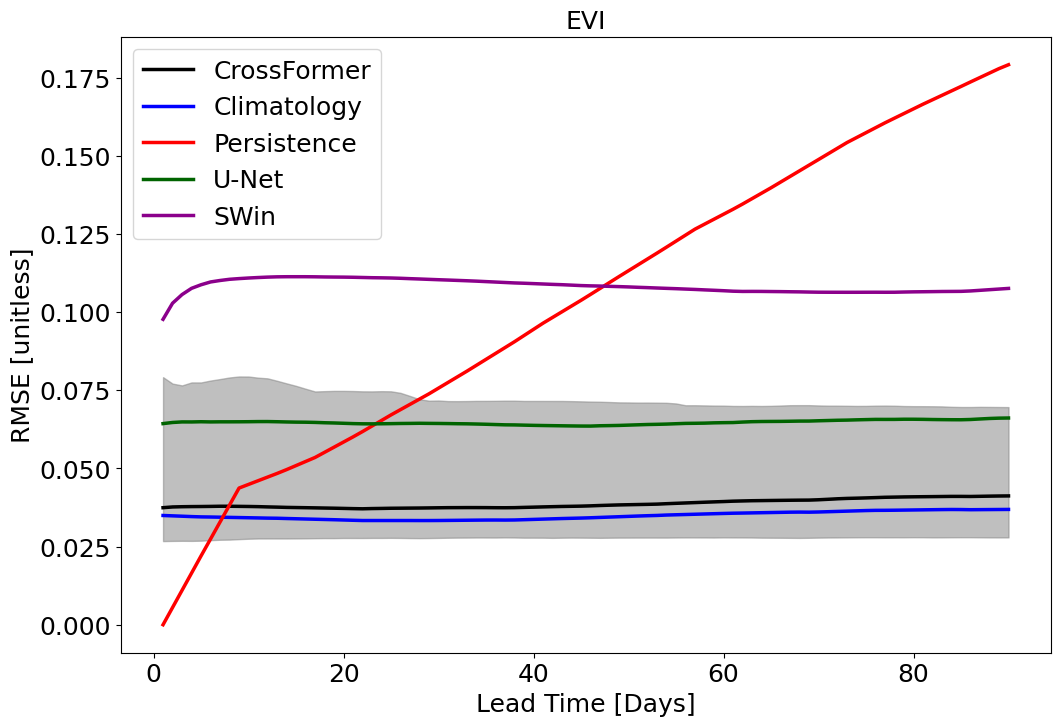 EVI
CrossFormer
Climatology
Persistence
U-Net
SWin
RMSE [unitless]
0.175
0.150
0.125
0.100
0.075
0.050
0.025
0.000
0 20 40 60 80
Lead Time [Days]